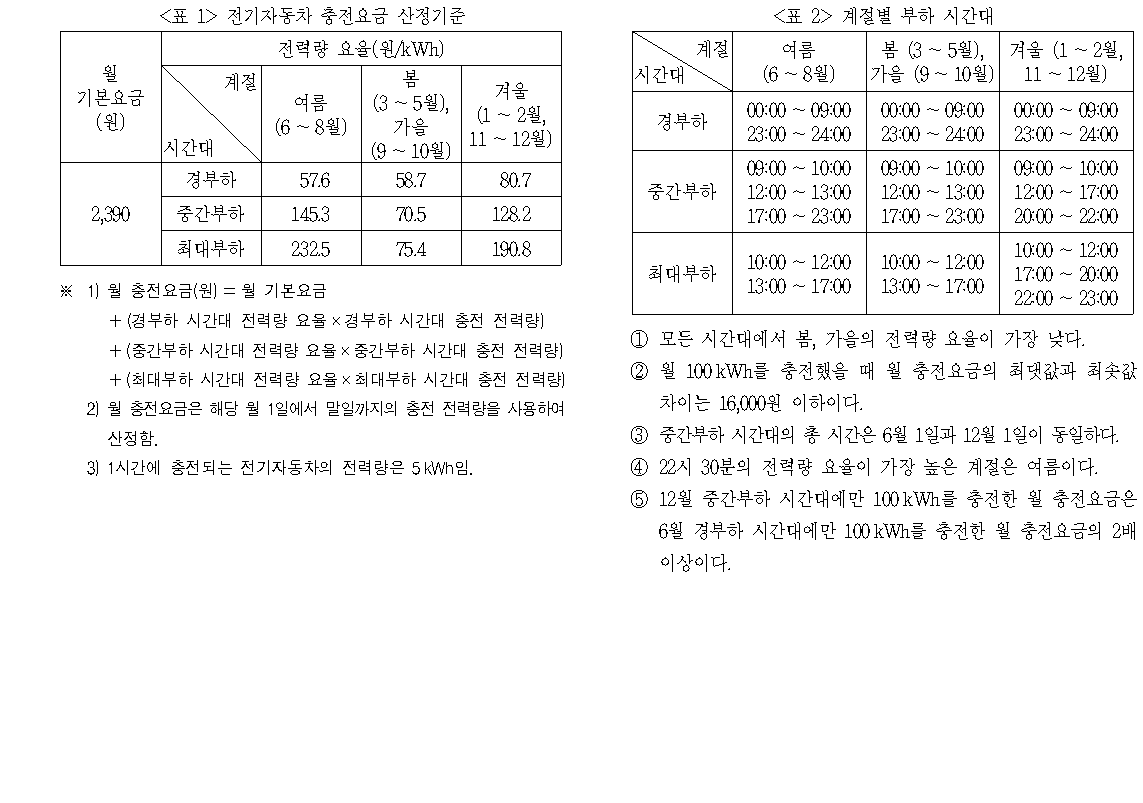 <표 1> 전기자동차 충전요금 산정기준
월
기본요금
(원)
전력량 요율(원/kWh)
계절
시간대
여름
(6 ~ 8월)
봄
(3 ~ 5월),
가을
(9 ~ 10월)
겨울
(1 ~ 2월,
11 ~ 12월)
2,390
경부하 57.6 58.7 80.7
중간부하 145.3 70.5 128.2
최대부하 232.5 75.4 190.8
※ 1) 월 충전요금(원) = 월 기본요금
+ (경부하 시간대 전력량 요율×경부하 시간대 충전 전력량)
+ (중간부하 시간대 전력량 요율×중간부하 시간대 충전 전력량)
+ (최대부하 시간대 전력량 요율×최대부하 시간대 충전 전력량)
2) 월 충전요금은 해당 월 1일에서 말일까지의 충전 전력량을 사용하여
산정함.
3) 1시간에 충전되는 전기자동차의 전력량은 5kWh임.
<표 2> 계절별 부하 시간대
계절
시간대
여름
(6 ~ 8월)
봄 (3 ~ 5월),
가을 (9 ~ 10월)
겨울 (1 ~ 2월,
11 ~ 12월)
경부하
00:00 ~ 09:00 00:00 ~ 09:00 00:00 ~ 09:00
23:00 ~ 24:00 23:00 ~ 24:00 23:00 ~ 24:00
중간부하
09:00 ~ 10:00 09:00 ~ 10:00 09:00 ~ 10:00
12:00 ~ 13:00 12:00 ~ 13:00 12:00 ~ 17:00
17:00 ~ 23:00 17:00 ~ 23:00 20:00 ~ 22:00
최대부하
10:00 ~ 12:00 10:00 ~ 12:00 10:00 ~ 12:00
13:00 ~ 17:00 13:00 ~ 17:00 17:00 ~ 20:00
22:00 ~ 23:00
① 모든 시간대에서 봄, 가을의 전력량 요율이 가장 낮다.
② 월 100kWh를 충전했을 때 월 충전요금의 최댓값과 최솟값
차이는 16,000원 이하이다.
③ 중간부하 시간대의 총 시간은 6월 1일과 12월 1일이 동일하다.
④ 22시 30분의 전력량 요율이 가장 높은 계절은 여름이다.
⑤ 12월 중간부하 시간대에만 100kWh를 충전한 월 충전요금은
6월 경부하 시간대에만 100kWh를 충전한 월 충전요금의 2배
이상이다.